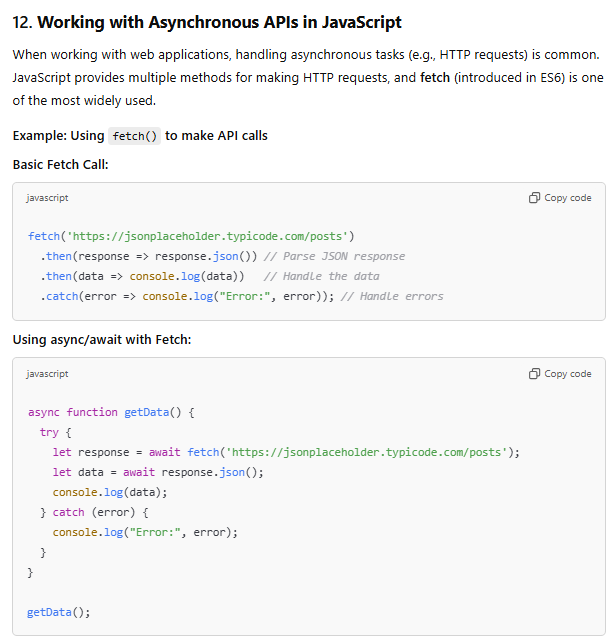 12. Working with Asynchronous APIs in JavaScript
When working with web applications, handling asynchronous tasks (e.g., HTTP requests) is common.
JavaScript provides multiple methods for making HTTP requests, and fetch (introduced in ES6) is one
of the most widely used.
Example: Using fetch() to make API calls
Basic Fetch Call:
javascript Copy code
fetch('https://jsonplaceholder.typicode.com/posts')
  .then(response => response.json()) // Parse JSON response
  .then(data => console.log(data))   // Handle the data
  .catch(error => console.log("Error:", error)); // Handle errors
Using async/await with Fetch:
javascript Copy code
async function getData() {
  try {
    let response = await fetch('https://jsonplaceholder.typicode.com/posts');
    let data = await response.json();
    console.log(data);
  } catch (error) {
    console.log("Error:", error);
  }
}
getData();